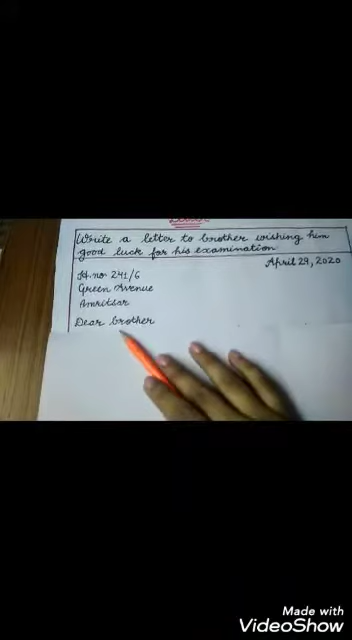 Letter
Write a letter to brother wishing him
good luck for his examination
April 29, 2020
H.no 241/6
Green Avenue
Amritsar
Dear brother
Made with
VideoShow